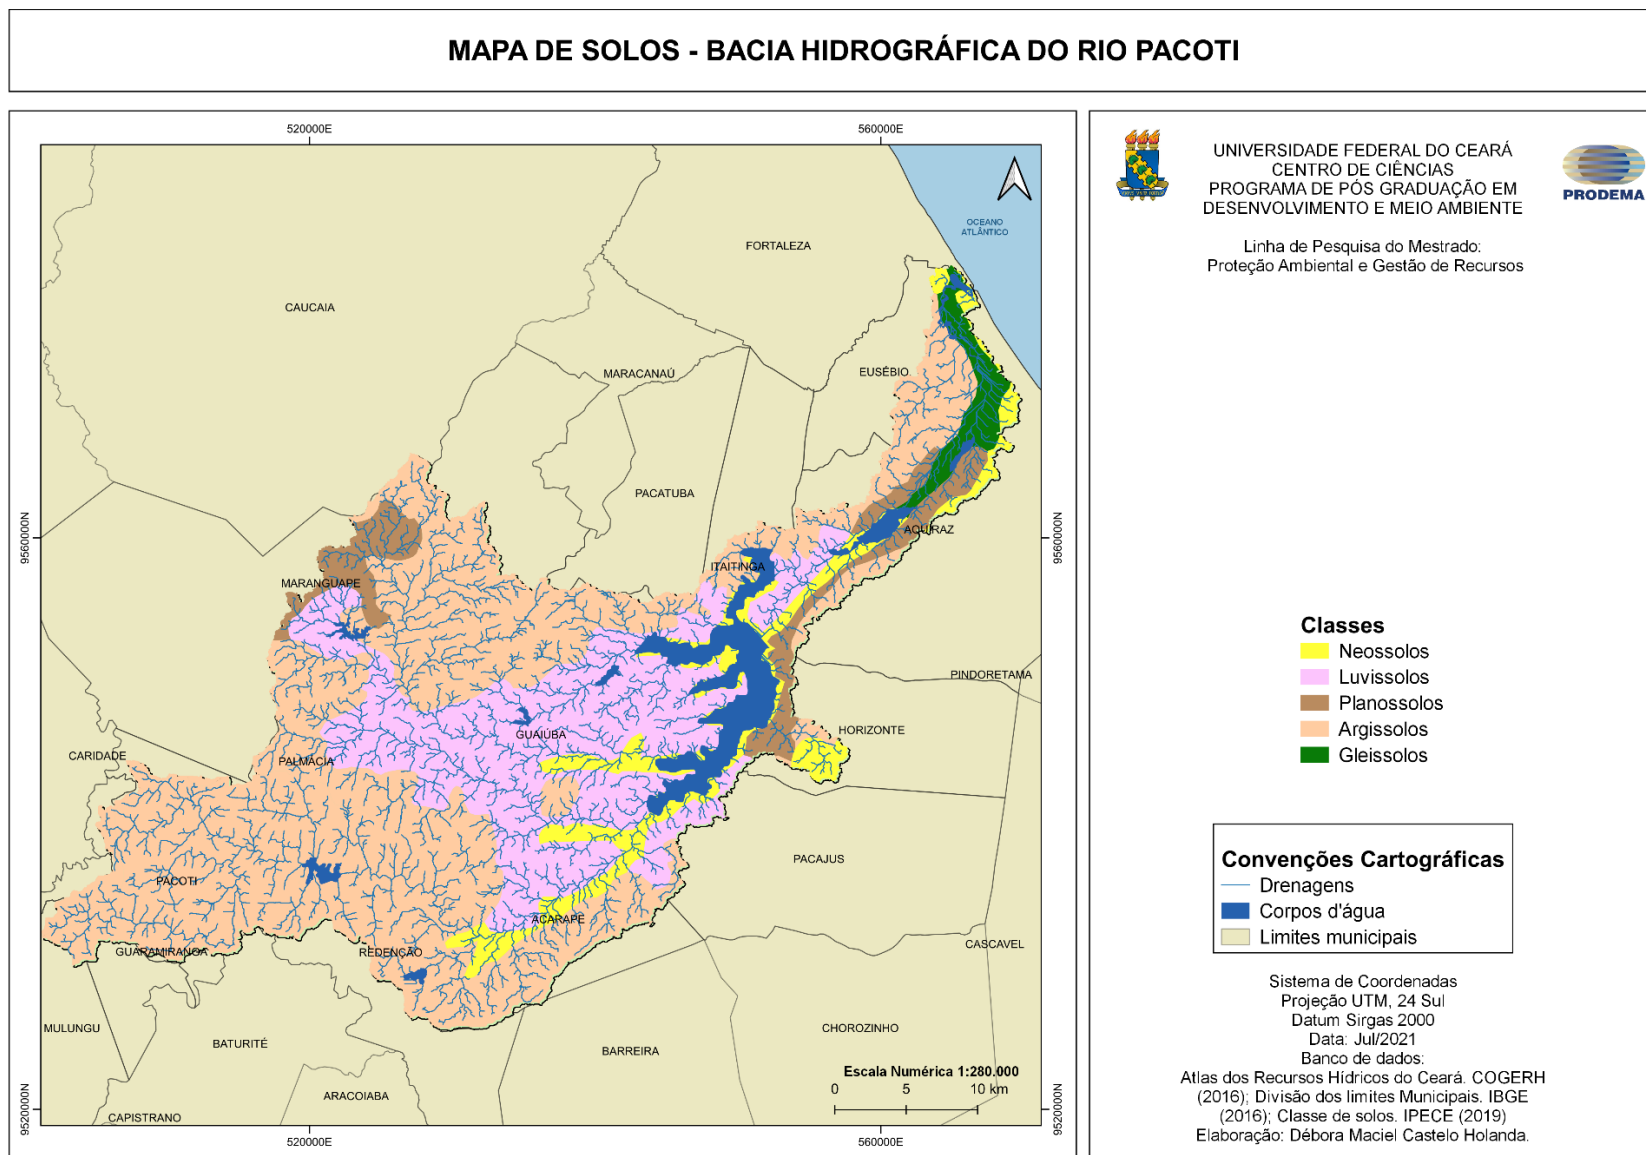 MAPA DE SOLOS - BACIA HIDROGRÁFICA DO RIO PACOTI
520000E
560000E
OCEANO
ATLÂNTICO
FORTALEZA
CAUCAIA
EUSÉBIO
MARACANAÚ
PACATUBA
9560000N
9560000N
AQUIRAZ
ITAITINGA
MARANGUAPE
PINDORETAMA
HORIZONTE
GUAIÚBA
CARIDADE
PALMÁCIA
PACAJUS
PACOTI
ACARAPE
CASCAVEL
GUARAMIRANGA
REDENÇÃO
MULUNGU
CHOROZINHO
BATURITÉ
BARREIRA
Escala Numérica 1:280.000
0 5 10 km
ARACOIABA
CAPISTRANO
9520000N
9520000N
520000E
560000E
UNIVERSIDADE FEDERAL DO CEARÁ
CENTRO DE CIÊNCIAS
PROGRAMA DE PÓS GRADUAÇÃO EM
DESENVOLVIMENTO E MEIO AMBIENTE
PRODEMA
Linha de Pesquisa do Mestrado:
Proteção Ambiental e Gestão de Recursos
Classes
Neossolos
Luvissolos
Planossolos
Argissolos
Gleissolos
Convenções Cartográficas
Drenagens
Corpos d'água
Limites municipais
Sistema de Coordenadas
Projeção UTM, 24 Sul
Datum Sirgas 2000
Data: Jul/2021
Banco de dados:
Atlas dos Recursos Hídricos do Ceará. COGERH
(2016); Divisão dos limites Municipais. IBGE
(2016); Classe de solos. IPECE (2019)
Elaboração: Débora Maciel Castelo Holanda.